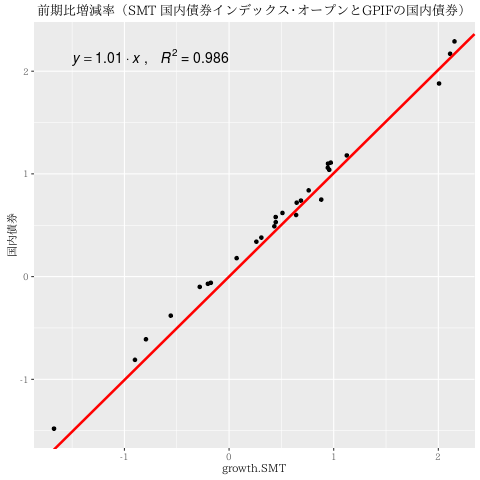 前期比増減率（SMT 国内債券インデックス･オープンとGPIFの国内債券）
y = 1.01 · x ,   R² = 0.986
国内債券
2
1
0
-1
-1 0 1 2
growth.SMT